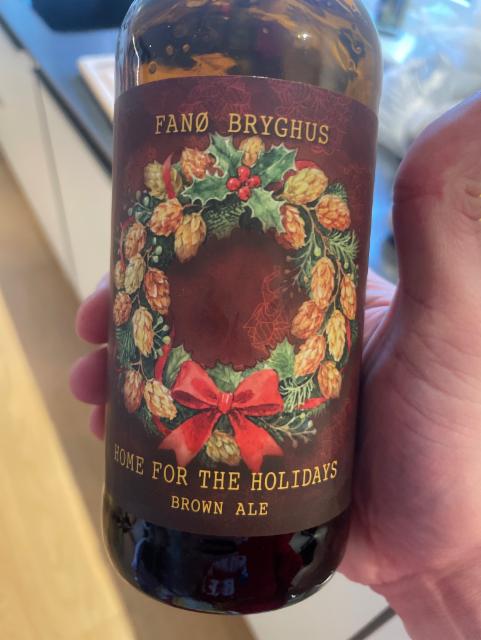 FANØ BRYGHUS
HOME FOR THE HOLIDAYS
BROWN ALE